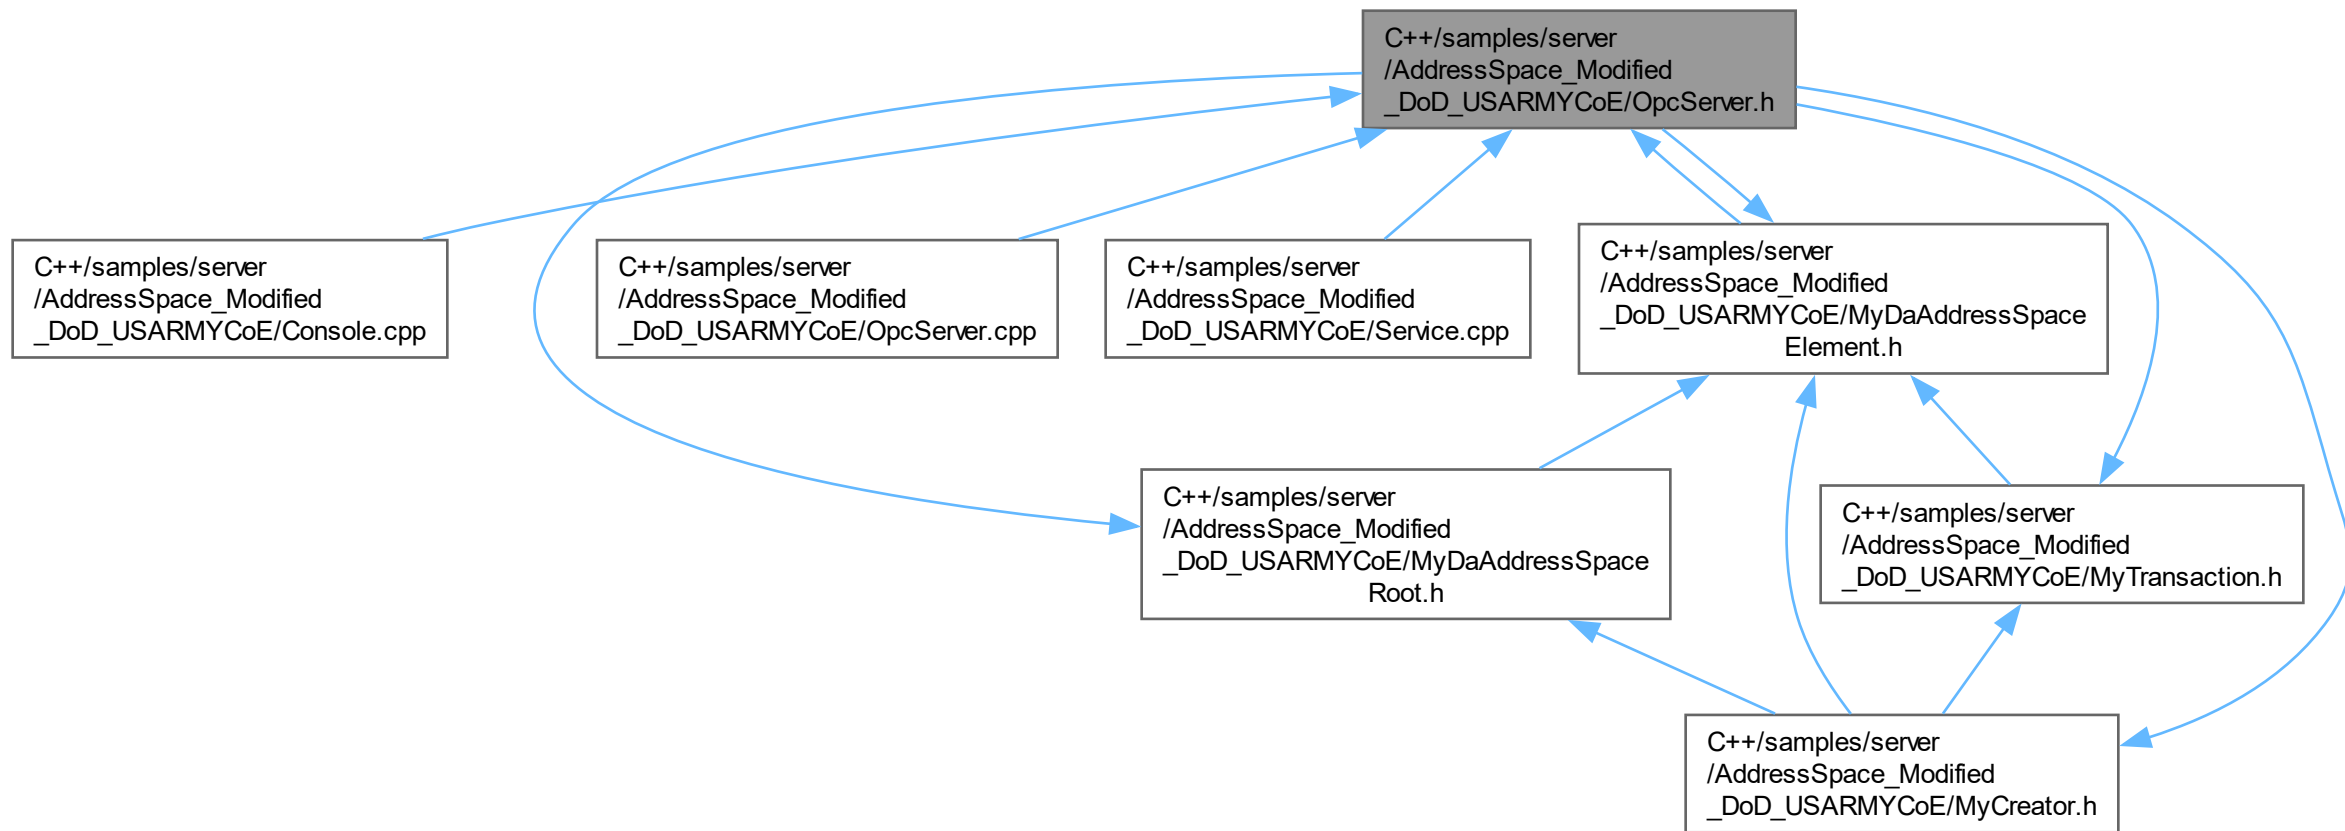 C++/samples/server
/AddressSpace_Modified
_DoD_USARMYCoE/OpcServer.h
C++/samples/server
/AddressSpace_Modified
_DoD_USARMYCoE/Console.cpp
C++/samples/server
/AddressSpace_Modified
_DoD_USARMYCoE/OpcServer.cpp
C++/samples/server
/AddressSpace_Modified
_DoD_USARMYCoE/Service.cpp
C++/samples/server
/AddressSpace_Modified
_DoD_USARMYCoE/MyDaAddressSpace
Element.h
C++/samples/server
/AddressSpace_Modified
_DoD_USARMYCoE/MyDaAddressSpace
Root.h
C++/samples/server
/AddressSpace_Modified
_DoD_USARMYCoE/MyTransaction.h
C++/samples/server
/AddressSpace_Modified
_DoD_USARMYCoE/MyCreator.h